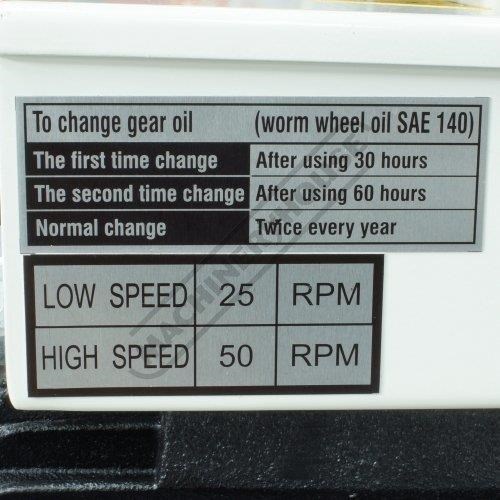 To change gear oil (worm wheel oil SAE 140)
The first time change After using 30 hours
The second time change After using 60 hours
Normal change Twice every year
LOW SPEED 25 RPM
HIGH SPEED 50 RPM
MACHINERYHOUSE